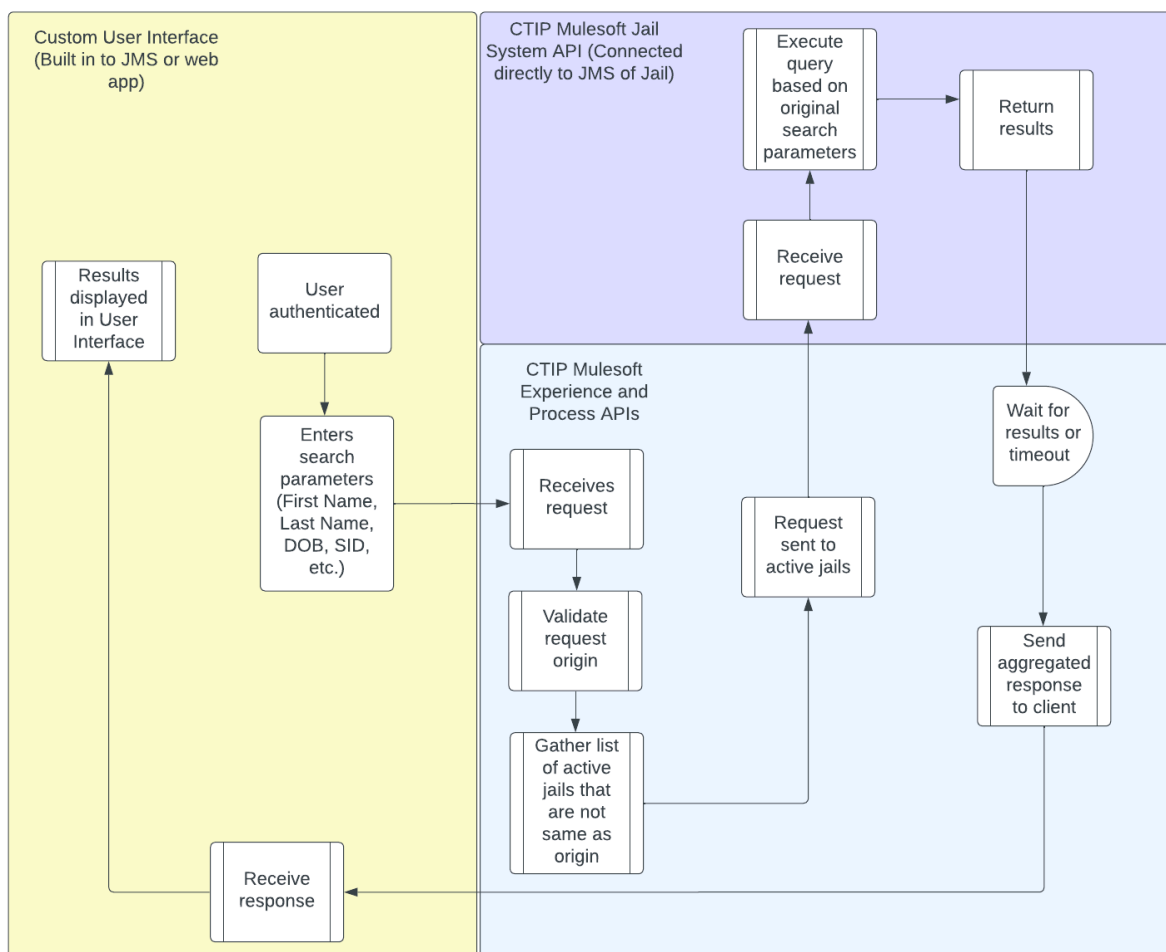 Custom User Interface
(Built in to JMS or web
app)
CTIP Mulesoft Jail
System API (Connected
directly to JMS of Jail)
Execute
query
based on
original
search
parameters
Return
results
Receive
request
Results
displayed
in User
Interface
User
authenticated
CTIP Mulesoft
Experience and
Process APIs
Enters
search
parameters
(First Name,
Last Name,
DOB, SID,
etc.)
Receives
request
Request
sent to
active jails
Wait for
results or
timeout
Validate
request
origin
Send
aggregated
response
to client
Gather list
of active
jails that
are not
same as
origin
Receive
response